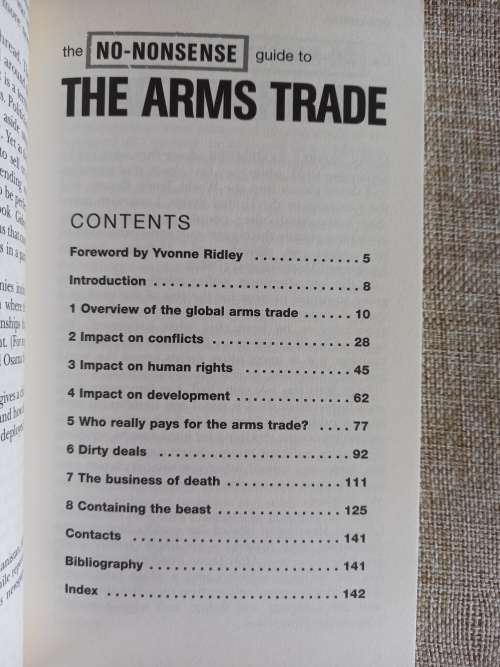 the NO-NONSENSE guide to
THE ARMS TRADE
CONTENTS
Foreword by Yvonne Ridley . . . . . . . . . . . . . 5
Introduction . . . . . . . . . . . . . . . . . . . . . . . . 8
1 Overview of the global arms trade . . . . . . 10
2 Impact on conflicts . . . . . . . . . . . . . . . . . 28
3 Impact on human rights . . . . . . . . . . . . . 45
4 Impact on development . . . . . . . . . . . . . . 62
5 Who really pays for the arms trade? . . . . 77
6 Dirty deals . . . . . . . . . . . . . . . . . . . . . . . 92
7 The business of death . . . . . . . . . . . . . . 111
8 Containing the beast . . . . . . . . . . . . . . . 125
Contacts . . . . . . . . . . . . . . . . . . . . . . . . . 141
Bibliography . . . . . . . . . . . . . . . . . . . . . . 141
Index . . . . . . . . . . . . . . . . . . . . . . . . . . . 142